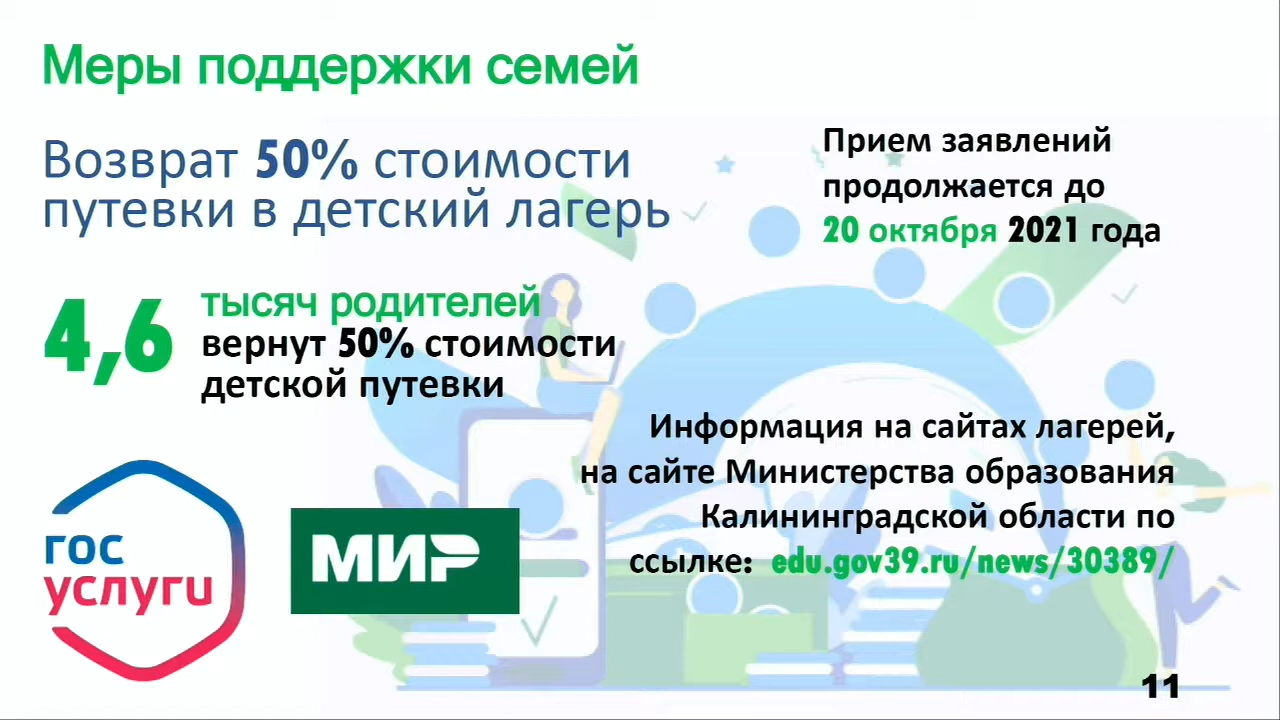 Меры поддержки семей
Возврат 50% стоимости
путевки в детский лагерь
Прием заявлений
продолжается до
20 октября 2021 года
4,6
тысяч родителей
вернут 50% стоимости
детской путевки
Информация на сайтах лагерей,
на сайте Министерства образования
Калининградской области по
ссылке: edu.gov39.ru/news/30389/
гос
услуги
МИР
11